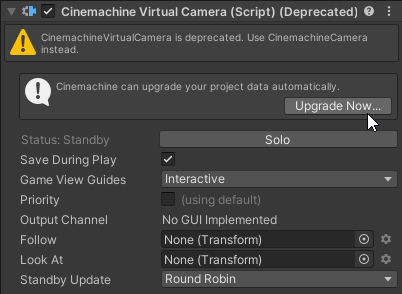 Cinemachine Virtual Camera (Script) (Deprecated)
CinemachineVirtualCamera is deprecated. Use CinemachineCamera
instead.
Cinemachine can upgrade your project data automatically.
Upgrade Now...
Status: Standby Solo
Save During Play
Game View Guides Interactive
Priority (using default)
Output Channel No GUI Implemented
Follow None (Transform)
Look At None (Transform)
Standby Update Round Robin